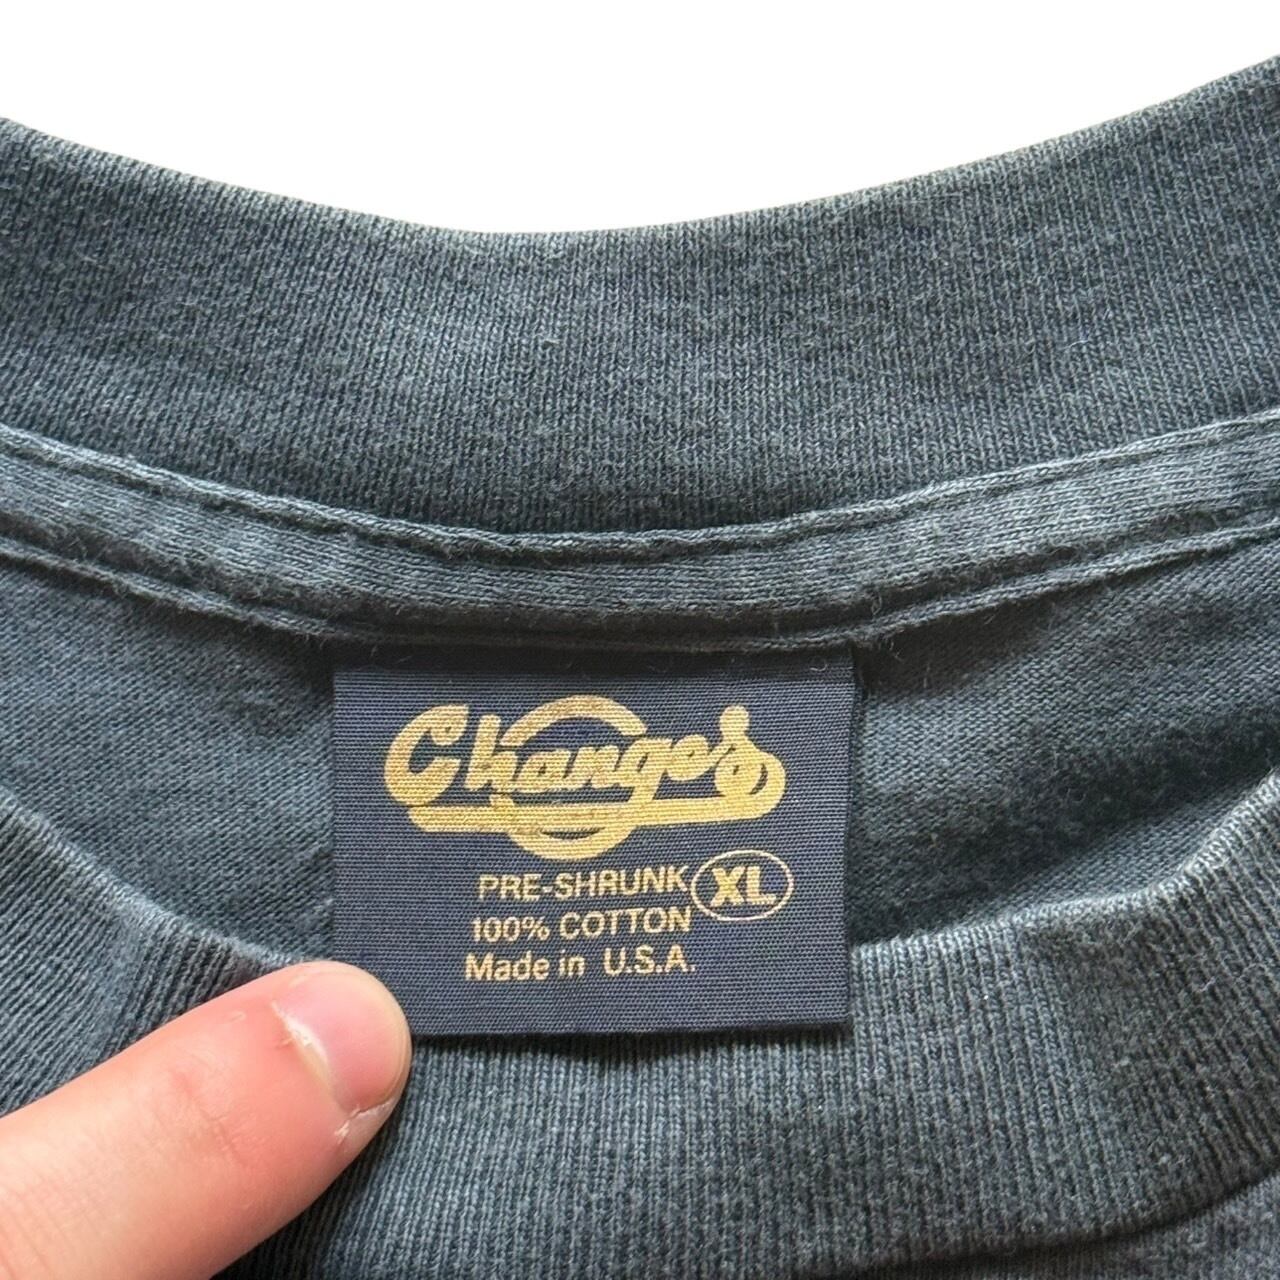 Changes
PRE-SHRUNK XL
100% COTTON
Made in U.S.A.